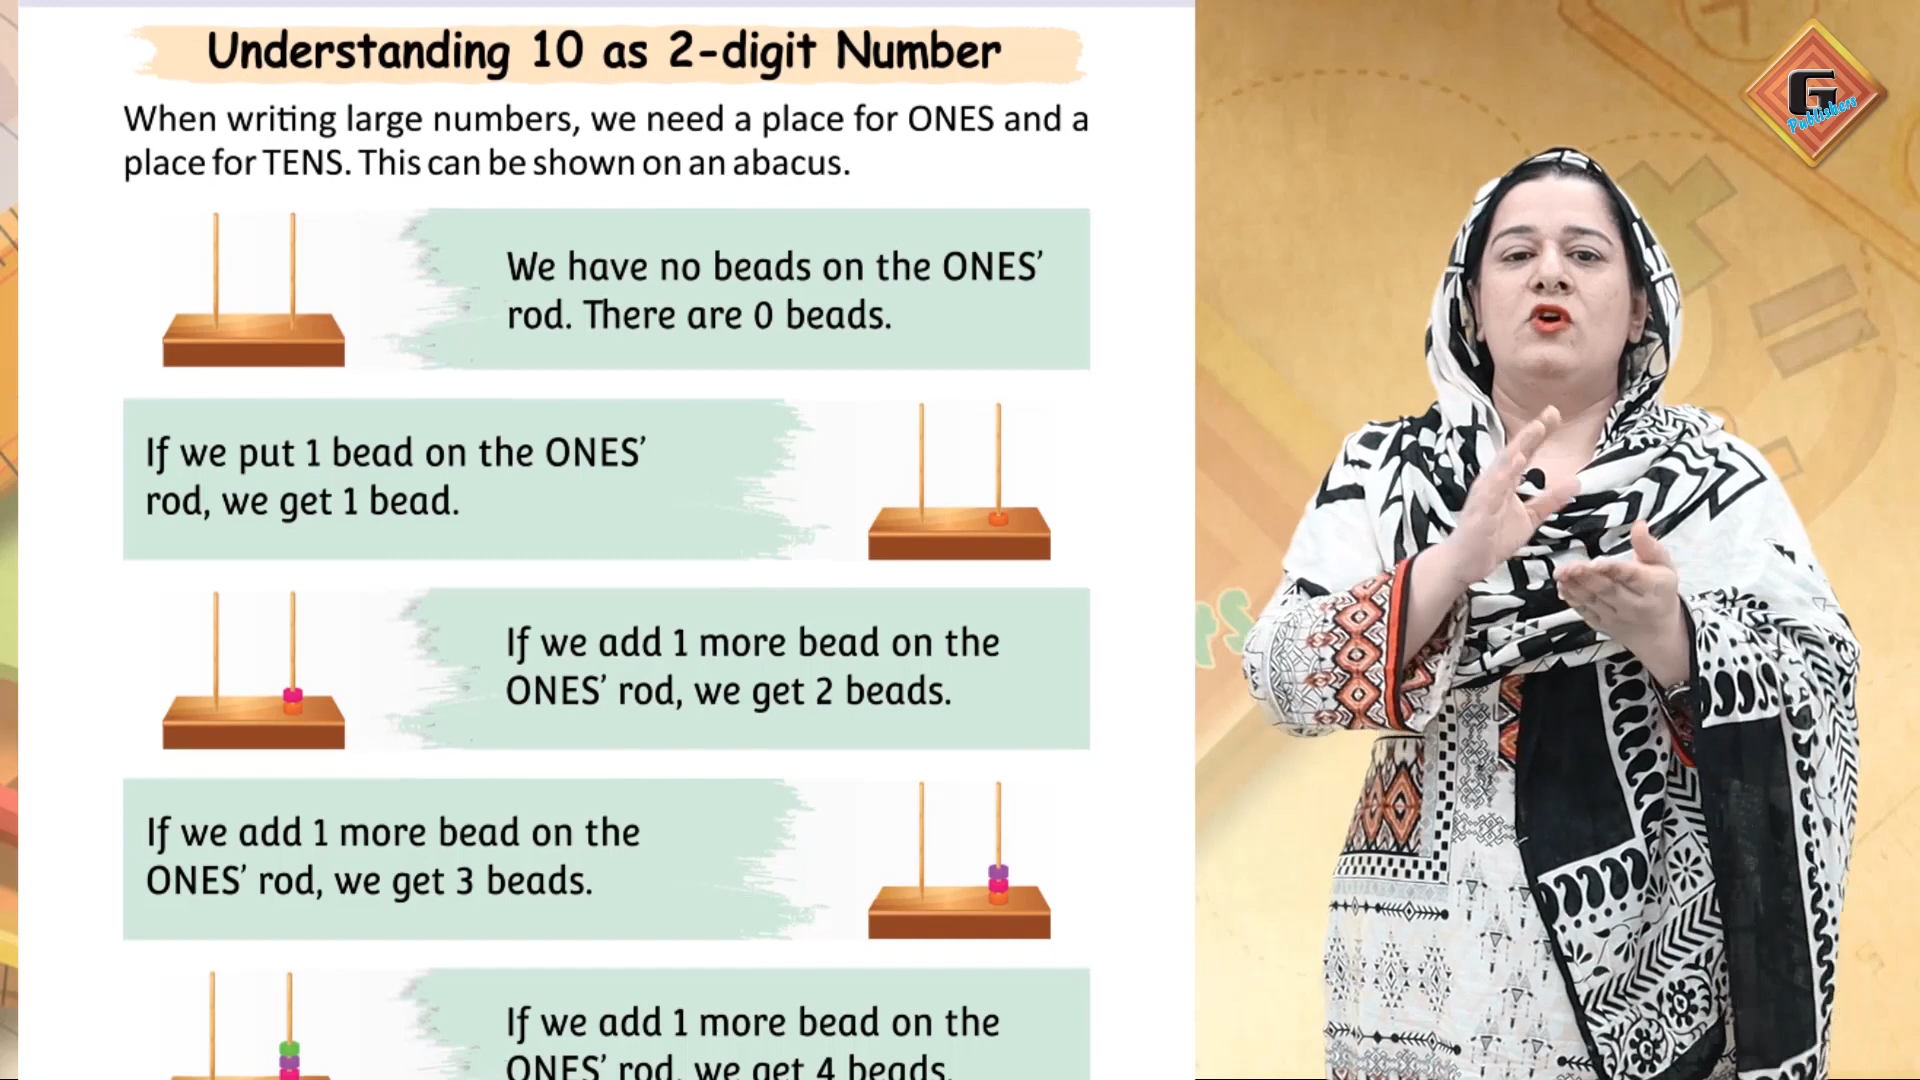 Understanding 10 as 2-digit Number
When writing large numbers, we need a place for ONES and a
place for TENS. This can be shown on an abacus.
We have no beads on the ONES’
rod. There are 0 beads.
If we put 1 bead on the ONES’
rod, we get 1 bead.
If we add 1 more bead on the
ONES’ rod, we get 2 beads.
If we add 1 more bead on the
ONES’ rod, we get 3 beads.
If we add 1 more bead on the
ONES’ rod, we get 4 beads.
G
Publishers